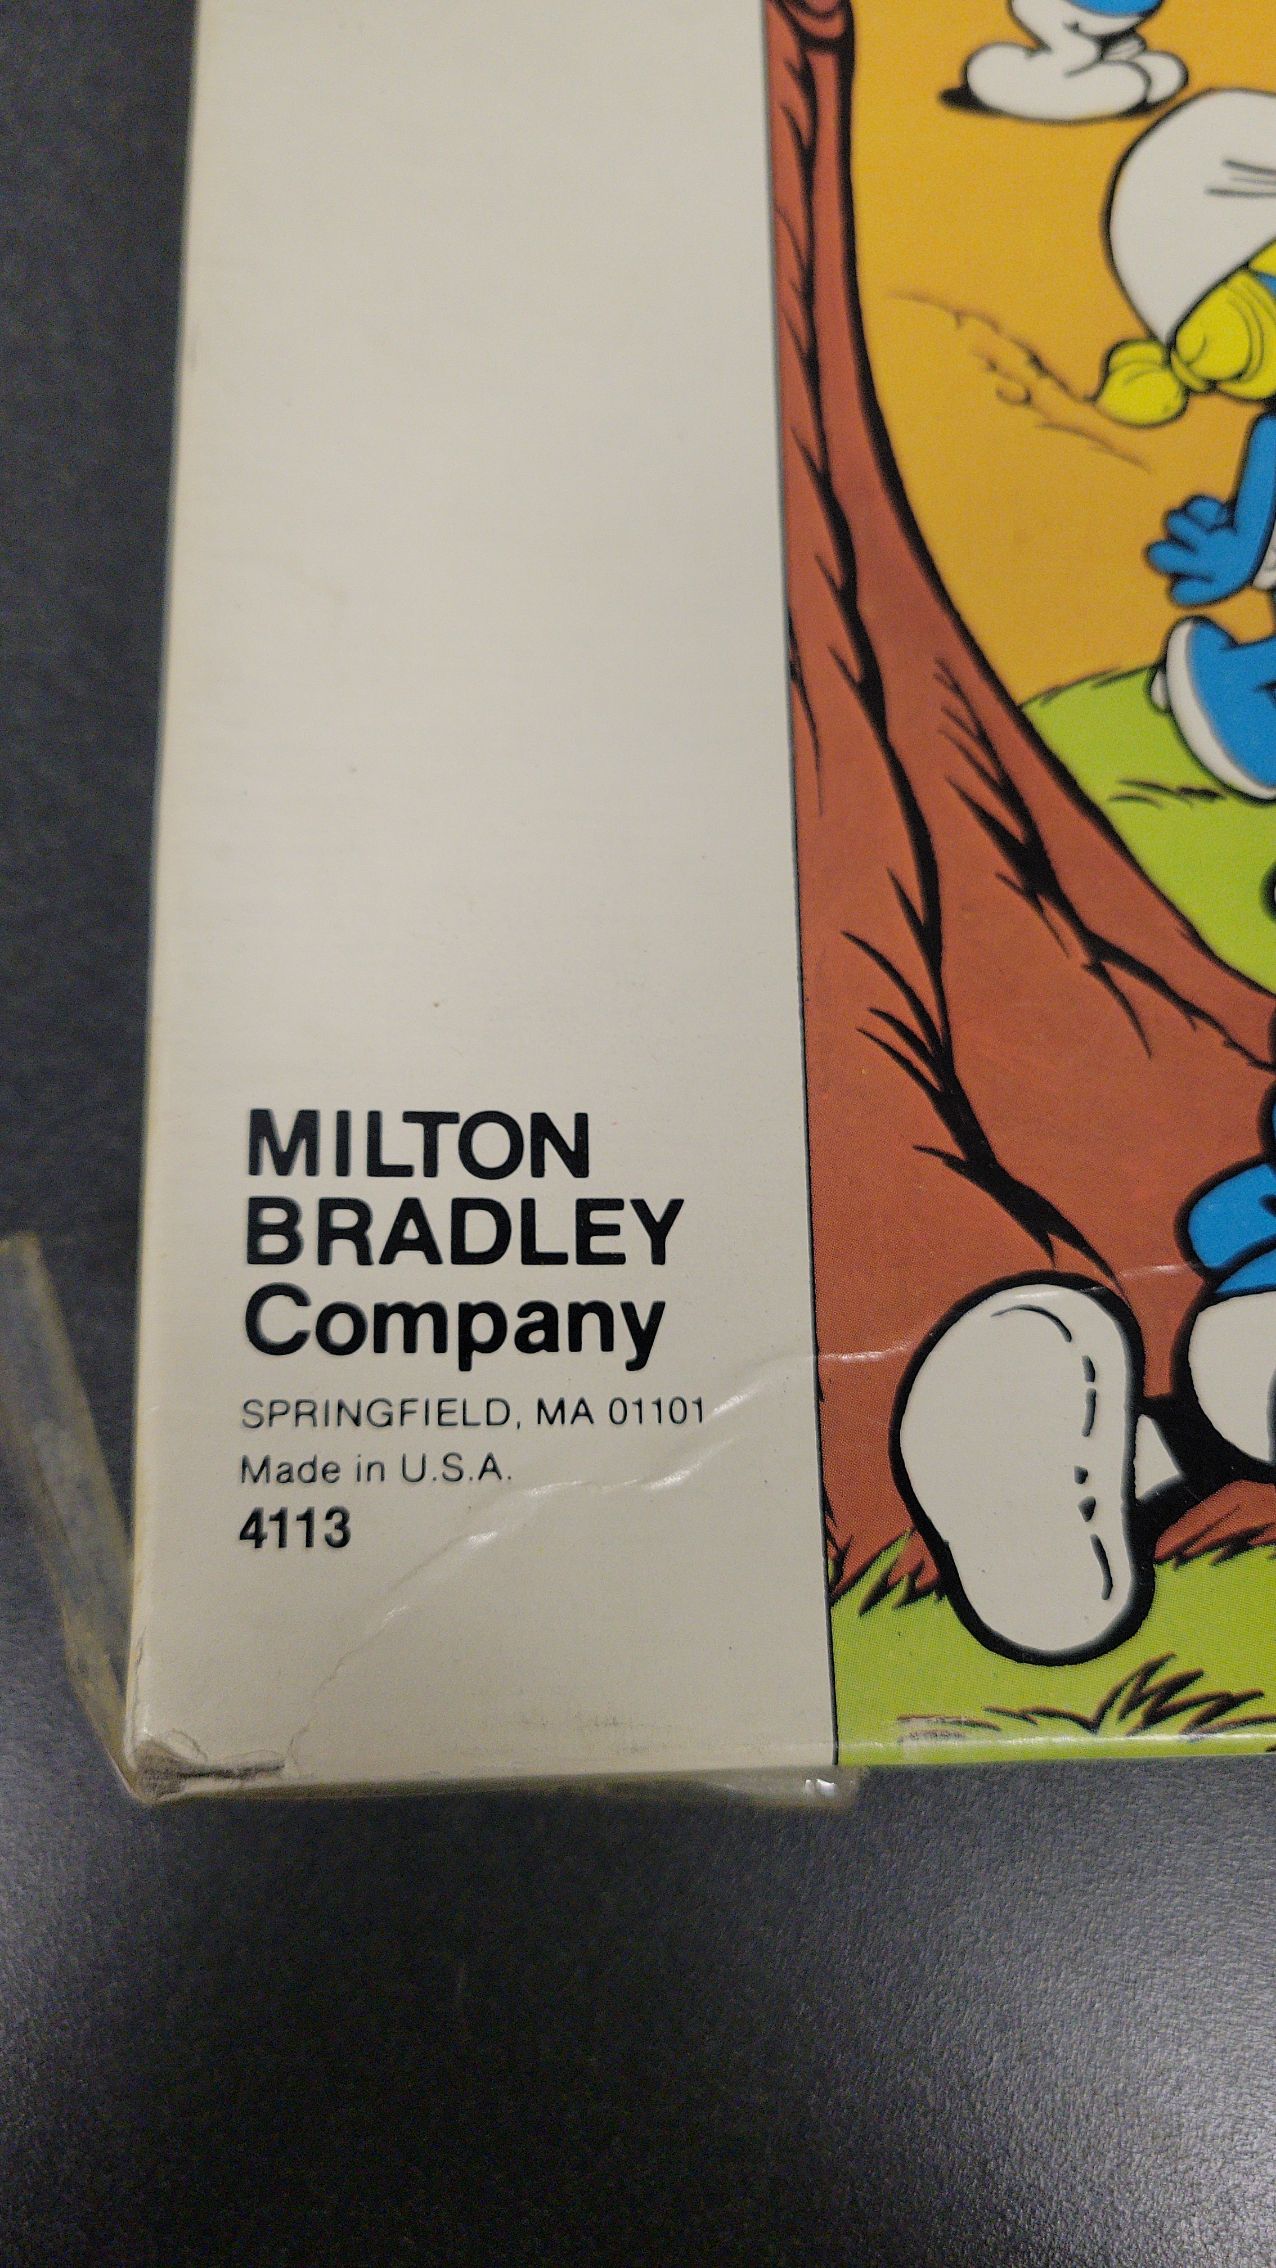 MILTON
BRADLEY
Company
SPRINGFIELD, MA 01101
Made in U.S.A.
4113